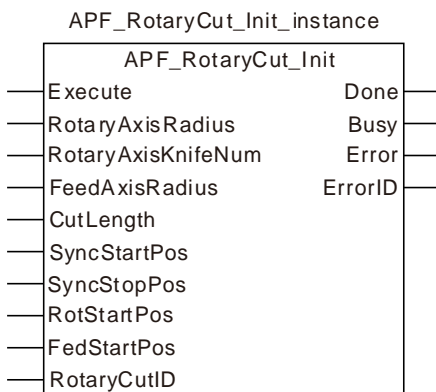 APF_RotaryCut_Init_instance
APF_RotaryCut_Init
Execute Done
RotaryAxisRadius Busy
RotaryAxisKnifeNum Error
FeedAxisRadius ErrorID
CutLength
SyncStartPos
SyncStopPos
RotStartPos
FedStartPos
RotaryCutID